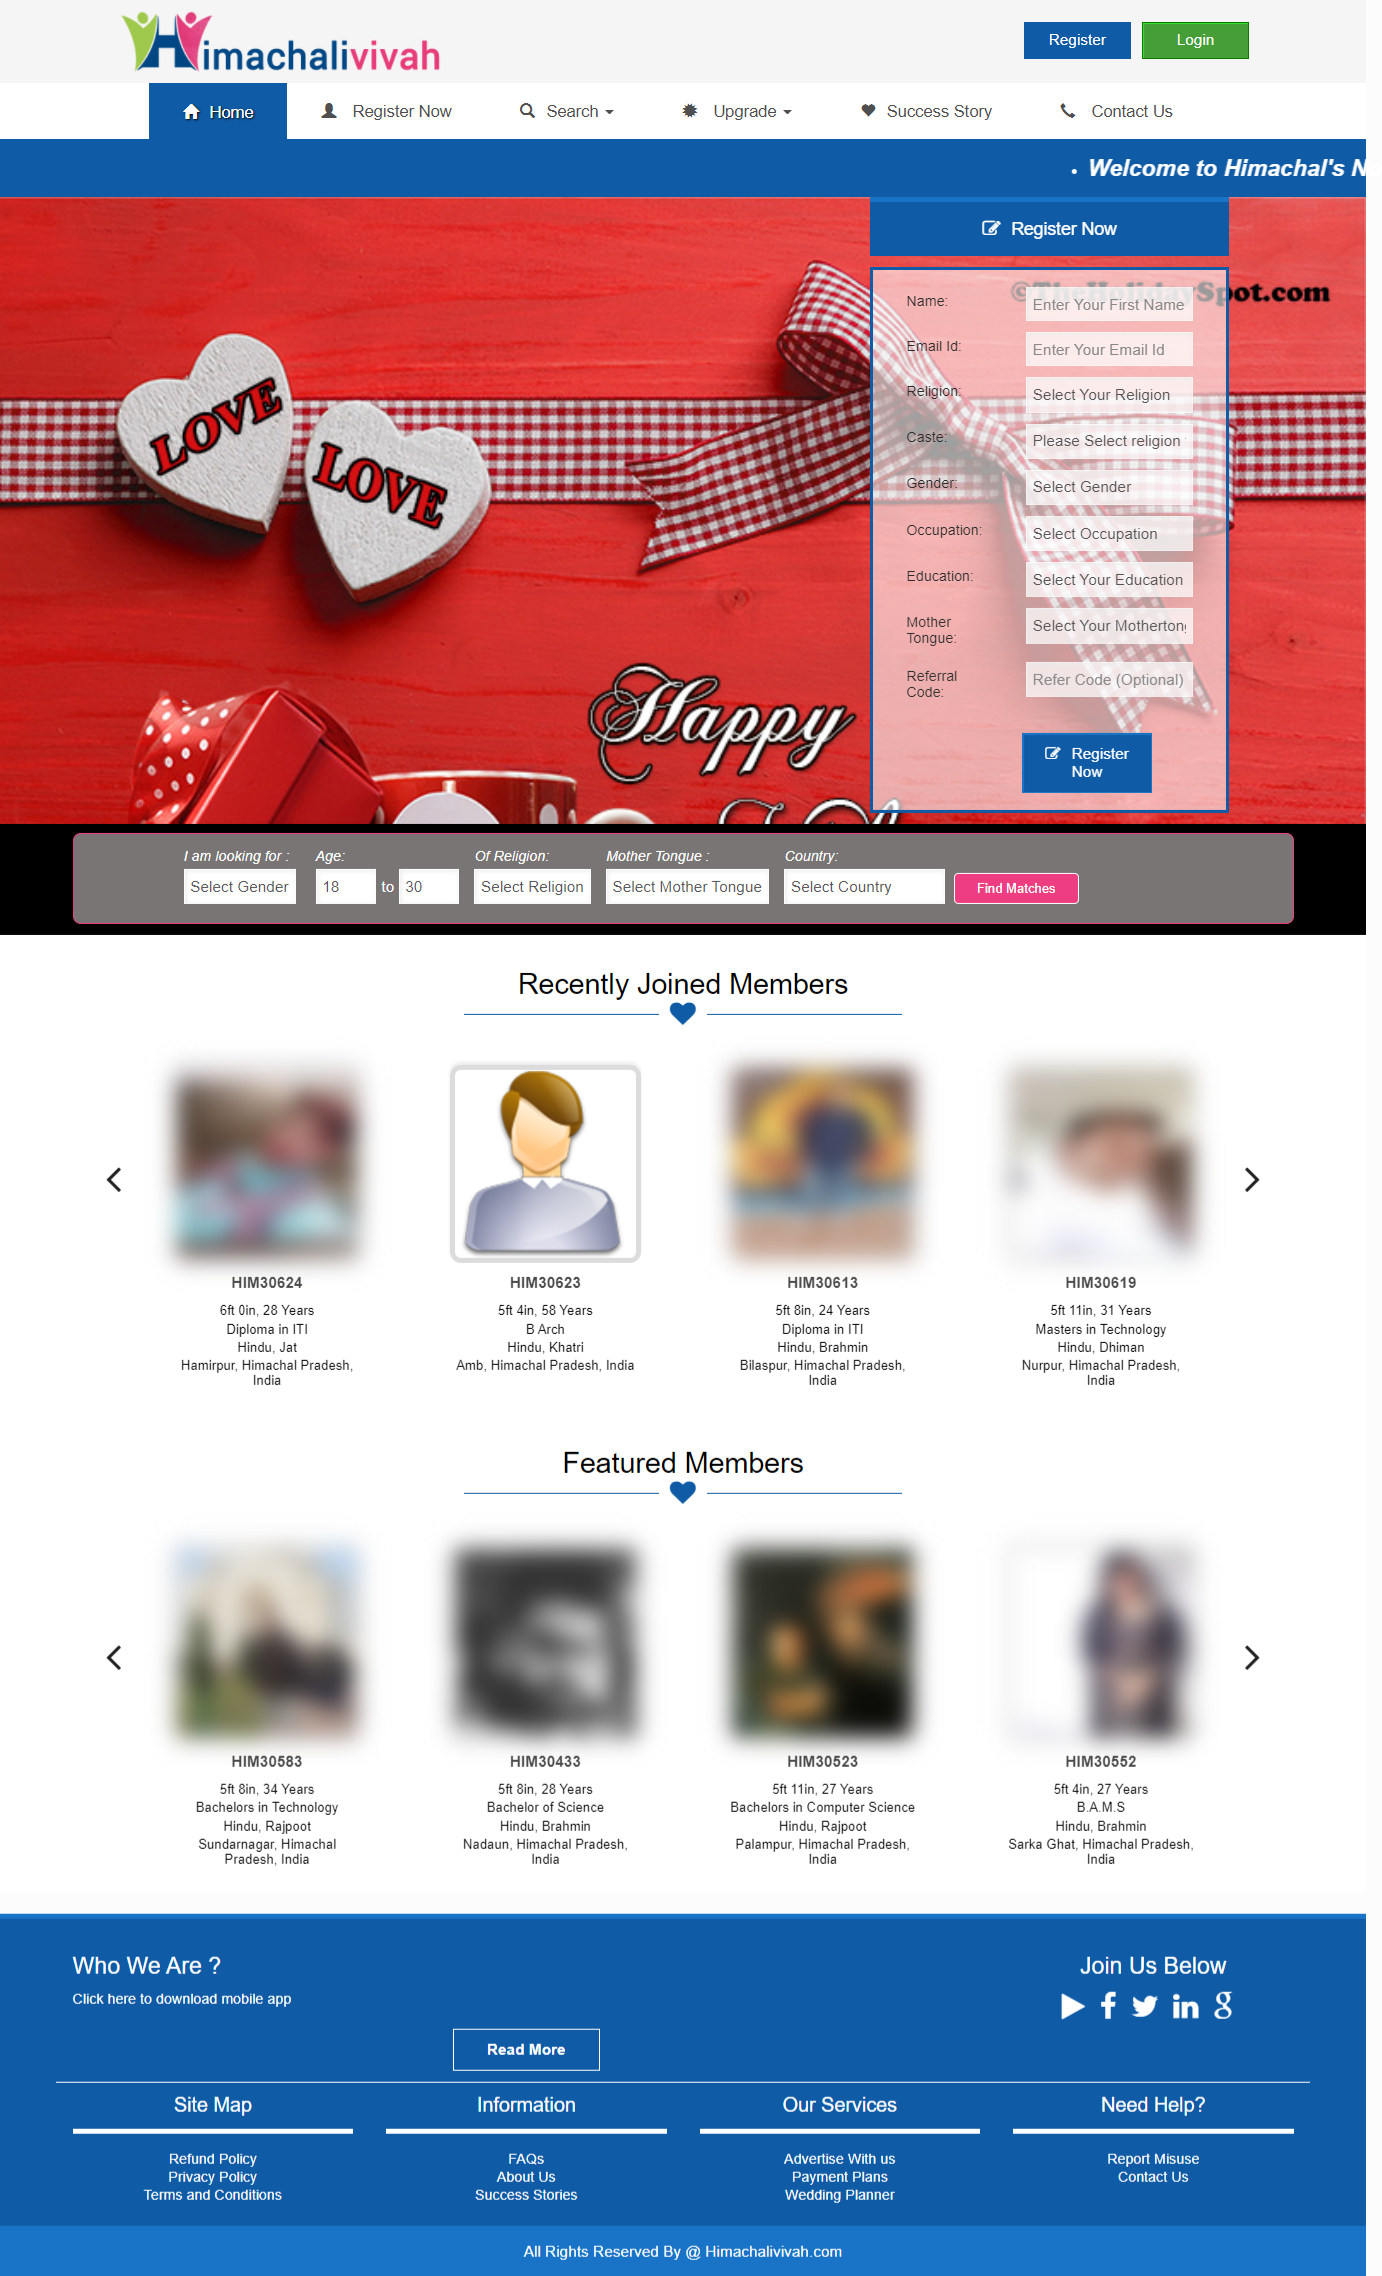 Himachalivivah
Register
Login
Home
Register Now
Search
Upgrade
Success Story
Contact Us
• Welcome to Himachal's
Register Now
©TheHolidaySpot.com
Name:
Enter Your First Name
Email Id:
Enter Your Email Id
Religion:
Select Your Religion
Caste:
Please Select religion
Gender:
Select Gender
Occupation:
Select Occupation
Education:
Select Your Education
Mother
Tongue:
Select Your Motherton
Referral
Code:
Refer Code (Optional)
Register
Now
LOVE
LOVE
Happy
I am looking for :
Age:
Of Religion:
Mother Tongue :
Country:
Select Gender
18
to
30
Select Religion
Select Mother Tongue
Select Country
Find Matches
Recently Joined Members
HIM30624
6ft 0in, 28 Years
Diploma in ITI
Hindu, Jat
Hamirpur, Himachal Pradesh,
India
HIM30623
5ft 4in, 58 Years
B Arch
Hindu, Khatri
Amb, Himachal Pradesh, India
HIM30613
5ft 8in, 24 Years
Diploma in ITI
Hindu, Brahmin
Bilaspur, Himachal Pradesh,
India
HIM30619
5ft 11in, 31 Years
Masters in Technology
Hindu, Dhiman
Nurpur, Himachal Pradesh,
India
Featured Members
HIM30583
5ft 8in, 34 Years
Bachelors in Technology
Hindu, Rajpoot
Sundarnagar, Himachal
Pradesh, India
HIM30433
5ft 8in, 28 Years
Bachelor of Science
Hindu, Brahmin
Nadaun, Himachal Pradesh,
India
HIM30523
5ft 11in, 27 Years
Bachelors in Computer Science
Hindu, Rajpoot
Palampur, Himachal Pradesh,
India
HIM30552
5ft 4in, 27 Years
B.A.M.S
Hindu, Brahmin
Sarka Ghat, Himachal Pradesh,
India
Who We Are ?
Click here to download mobile app
Read More
Join Us Below
Site Map
Refund Policy
Privacy Policy
Terms and Conditions
Information
FAQs
About Us
Success Stories
Our Services
Advertise With us
Payment Plans
Wedding Planner
Need Help?
Report Misuse
Contact Us
All Rights Reserved By @ Himachalivivah.com